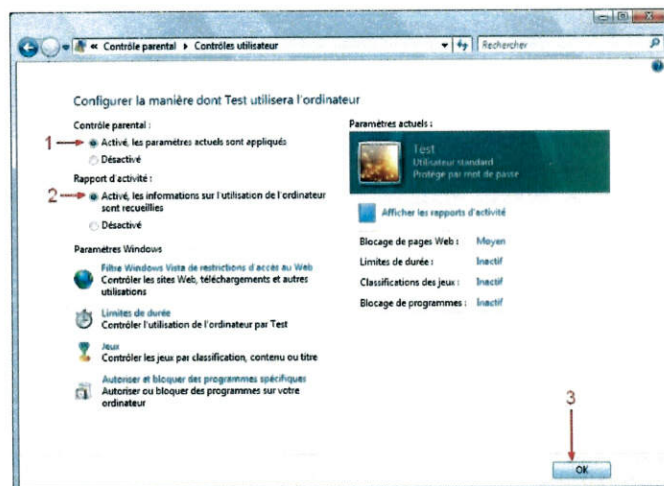 « Contrôle parental ▸ Contrôles utilisateur
Rechercher
Configurer la manière dont Test utilisera l'ordinateur
Contrôle parental :
1
Activé, les paramètres actuels sont appliqués
Désactivé
Rapport d'activité :
2
Activé, les informations sur l'utilisation de l'ordinateur
sont recueillies
Désactivé
Paramètres Windows
Filtre Windows Vista de restrictions d'accès au Web
Contrôler les sites Web, téléchargements et autres
utilisations
Limites de durée
Contrôler l'utilisation de l'ordinateur par Test
Jeux
Contrôler les jeux par classification, contenu ou titre
Autoriser et bloquer des programmes spécifiques
Autoriser ou bloquer des programmes sur votre
ordinateur
Paramètres actuels :
Test
Utilisateur standard
Protégé par mot de passe
Afficher les rapports d'activité
Blocage de pages Web : Moyen
Limites de durée : Inactif
Classifications des jeux : Inactif
Blocage de programmes : Inactif
3
OK